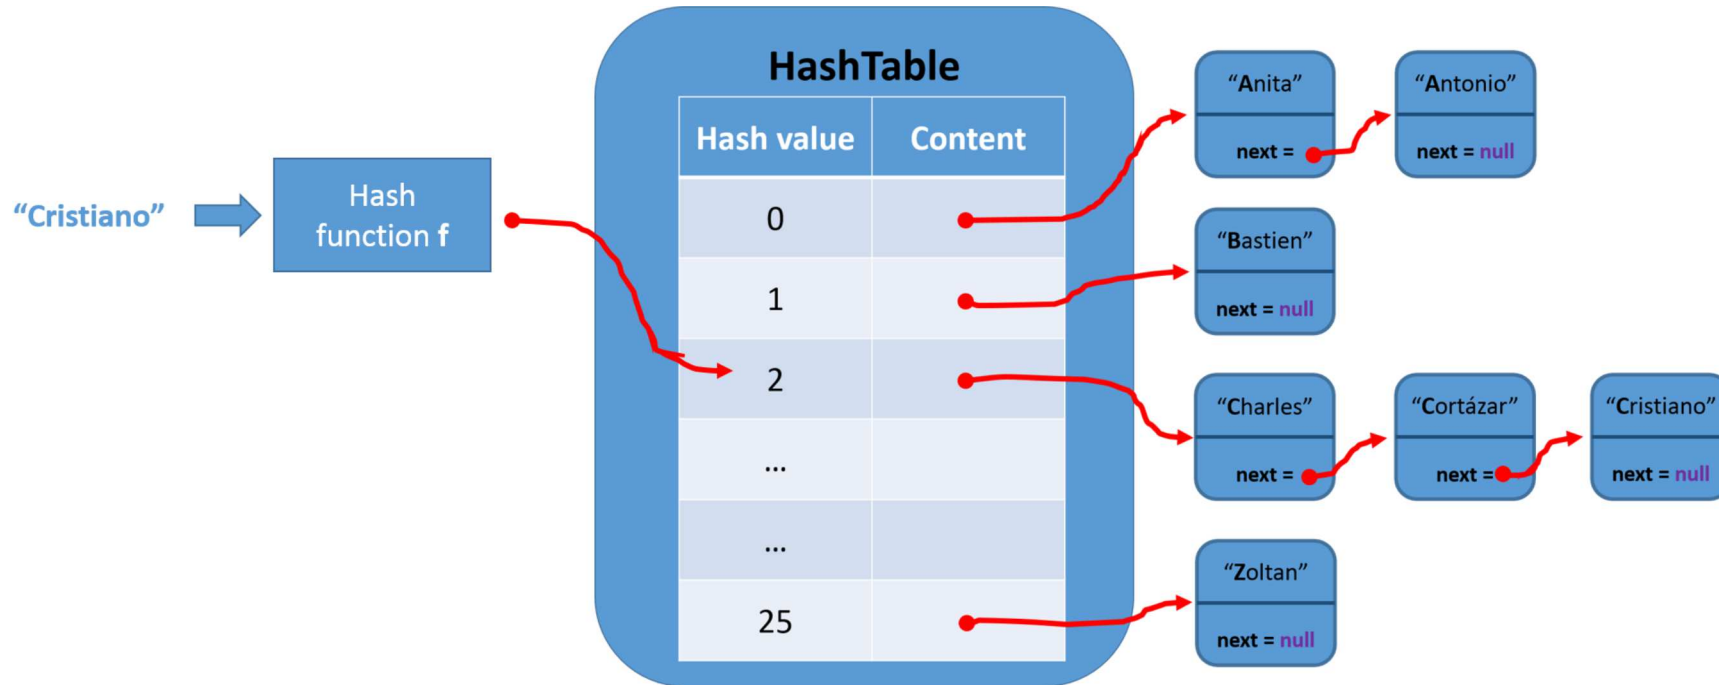 “Cristiano”
Hash
function f
HashTable
Hash value Content
0
1
2
...
...
25
“Anita”
next =
“Antonio”
next = null
“Bastien”
next = null
“Charles”
next =
“Cortázar”
next =
“Cristiano”
next = null
“Zoltan”
next = null